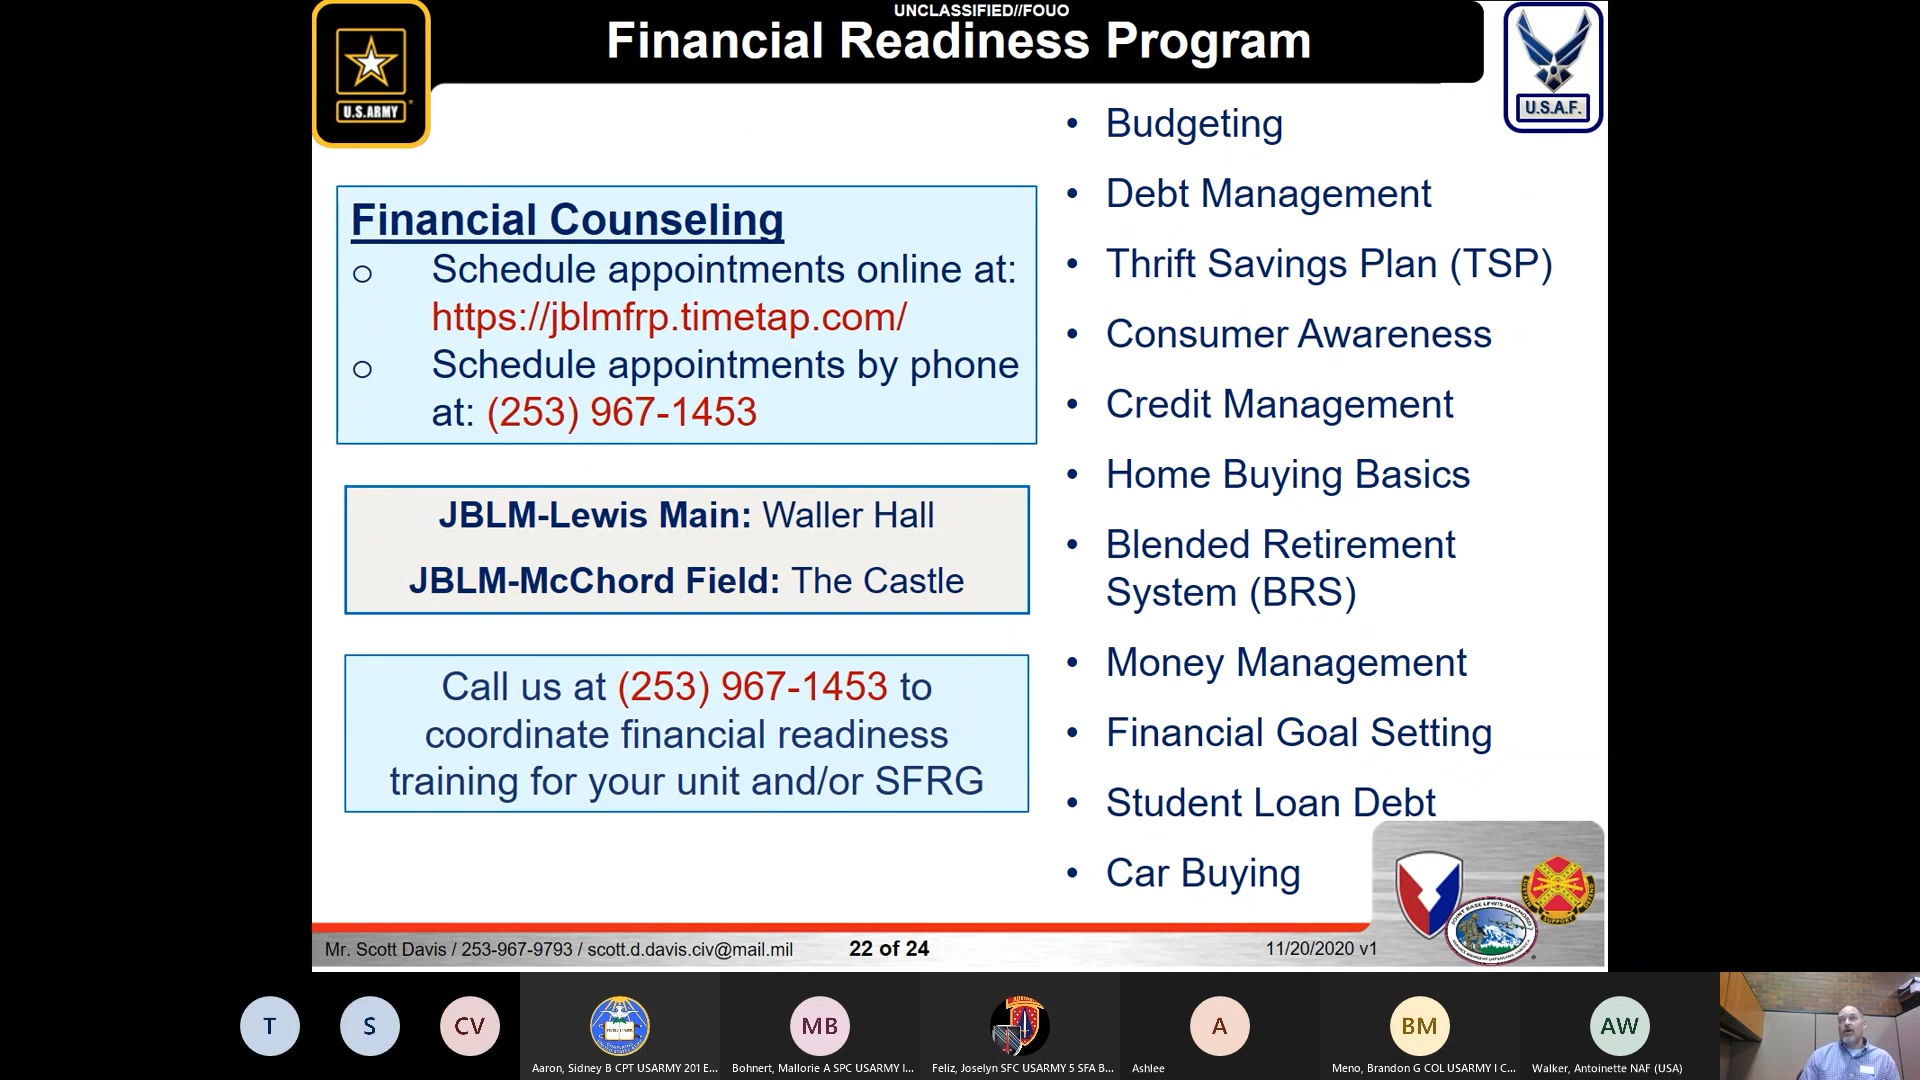 UNCLASSIFIED//FOUO
Financial Readiness Program
U.S.ARMY
U.S.A.F.
Financial Counseling
o Schedule appointments online at:
https://jblmfrp.timetap.com/
o Schedule appointments by phone
at: (253) 967-1453
JBLM-Lewis Main: Waller Hall
JBLM-McChord Field: The Castle
Call us at (253) 967-1453 to
coordinate financial readiness
training for your unit and/or SFRG
• Budgeting
• Debt Management
• Thrift Savings Plan (TSP)
• Consumer Awareness
• Credit Management
• Home Buying Basics
• Blended Retirement
System (BRS)
• Money Management
• Financial Goal Setting
• Student Loan Debt
• Car Buying
SUPPORT
JOINT BASE LEWIS-MCCHORD
Mr. Scott Davis / 253-967-9793 / scott.d.davis.civ@mail.mil
22 of 24
11/20/2020 v1
T
S
CV
MB
A
BM
AW
Aaron, Sidney B CPT USARMY 201 E...
Bohnert, Mallorie A SPC USARMY I...
Feliz, Joselyn SFC USARMY 5 SFA B...
Ashlee
Meno, Brandon G COL USARMY I C...
Walker, Antoinette NAF (USA)